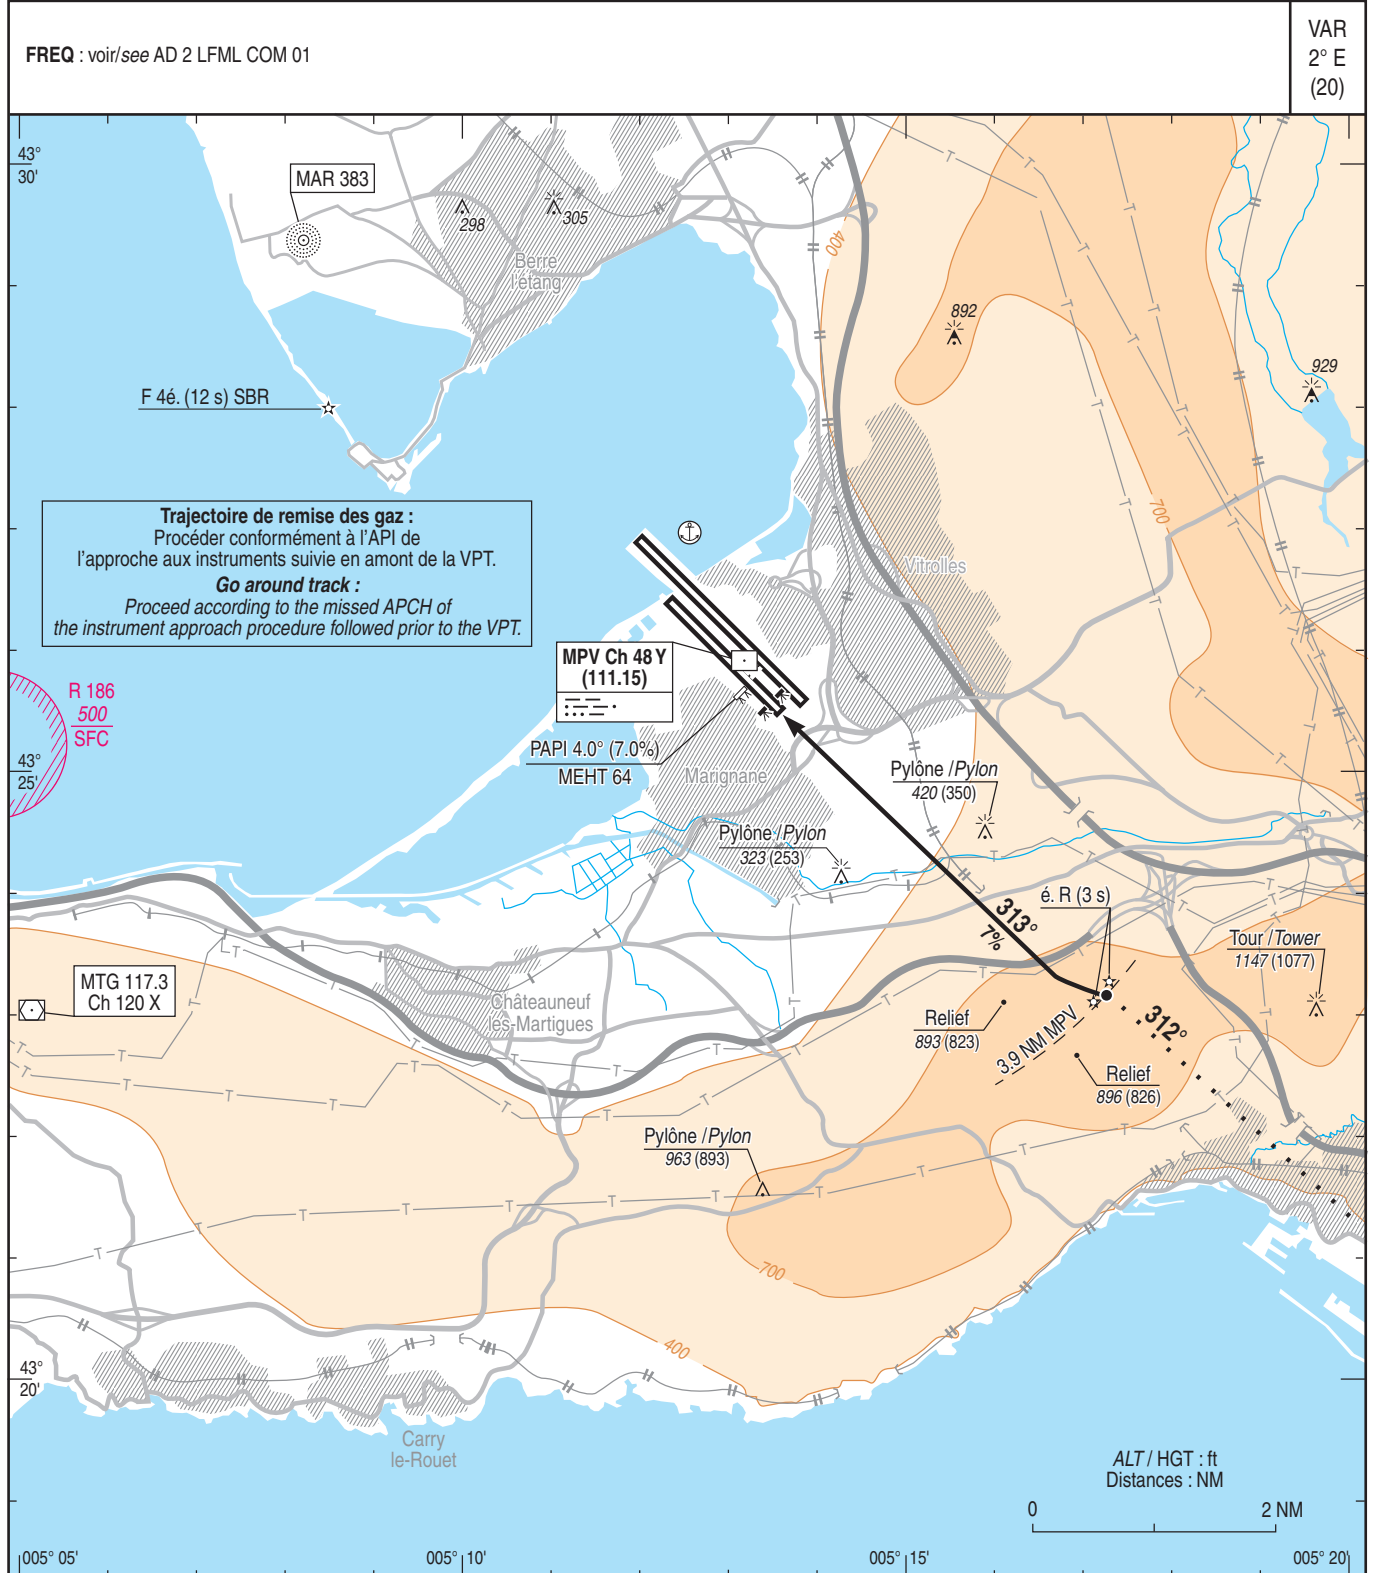 FREQ : voir/see AD 2 LFML COM 01
VAR
2° E
(20)
43°
30'
MAR 383
298
305
Berre
l'étang
400
892
929
F 4é. (12 s) SBR
Trajectoire de remise des gaz :
Procéder conformément à l'API de
l'approche aux instruments suivie en amont de la VPT.
Go around track :
Proceed according to the missed APCH of
the instrument approach procedure followed prior to the VPT.
700
Vitrolles
MPV Ch 48 Y
(111.15)
R 186
500
SFC
PAPI 4.0° (7.0%)
MEHT 64
43°
25'
Marignane
Pylône /Pylon
420 (350)
Pylône /Pylon
323 (253)
é. R (3 s)
313°
7%
Tour /Tower
1147 (1077)
MTG 117.3
Ch 120 X
Châteauneuf
les-Martigues
Relief
893 (823)
3.9 NM MPV
312°
Relief
896 (826)
Pylône /Pylon
963 (893)
700
400
43°
20'
Carry
le-Rouet
ALT / HGT : ft
Distances : NM
0 2 NM
005° 05' 005° 10' 005° 15' 005° 20'